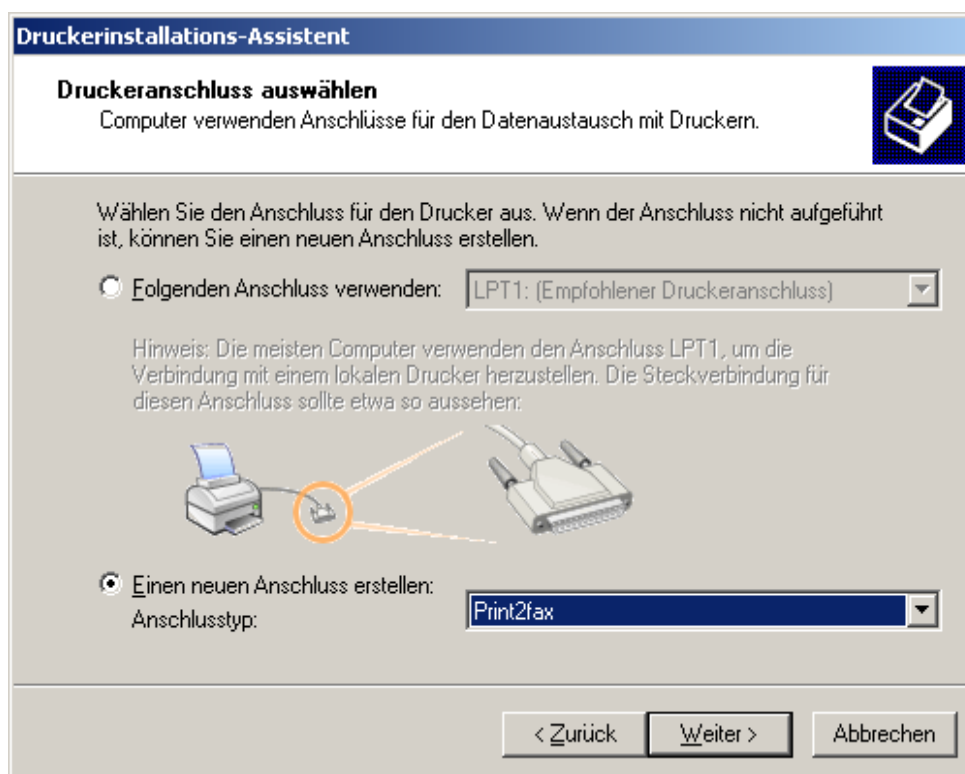 Druckerinstallations-Assistent
Druckeranschluss auswählen
Computer verwenden Anschlüsse für den Datenaustausch mit Druckern.
Wählen Sie den Anschluss für den Drucker aus. Wenn der Anschluss nicht aufgeführt
ist, können Sie einen neuen Anschluss erstellen.
Folgenden Anschluss verwenden: LPT1: (Empfohlener Druckeranschluss)
Hinweis: Die meisten Computer verwenden den Anschluss LPT1, um die
Verbindung mit einem lokalen Drucker herzustellen. Die Steckverbindung für
diesen Anschluss sollte etwa so aussehen:
Einen neuen Anschluss erstellen:
Anschlusstyp: Print2fax
< Zurück Weiter > Abbrechen